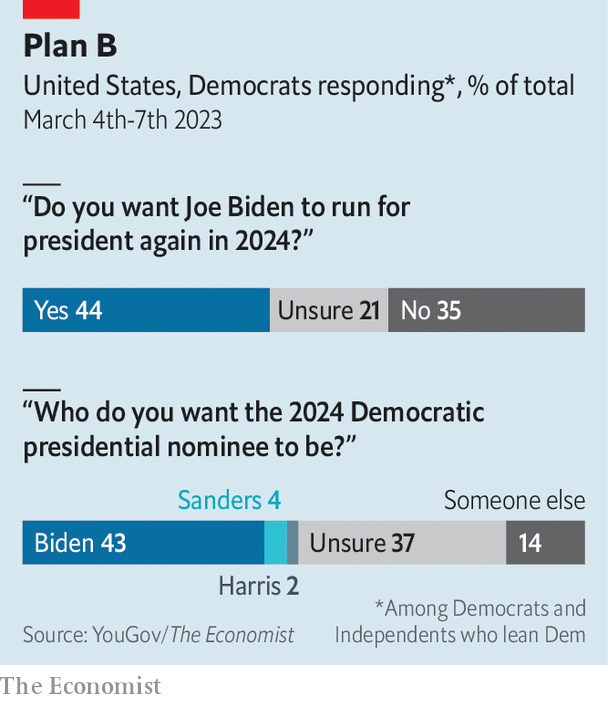 Plan B
United States, Democrats responding*, % of total
March 4th-7th 2023
“Do you want Joe Biden to run for
president again in 2024?”
Yes 44 Unsure 21 No 35
“Who do you want the 2024 Democratic
presidential nominee to be?”
Sanders 4 Someone else
Biden 43 Unsure 37 14
Harris 2
*Among Democrats and
Source: YouGov/The Economist Independents who lean Dem
The Economist